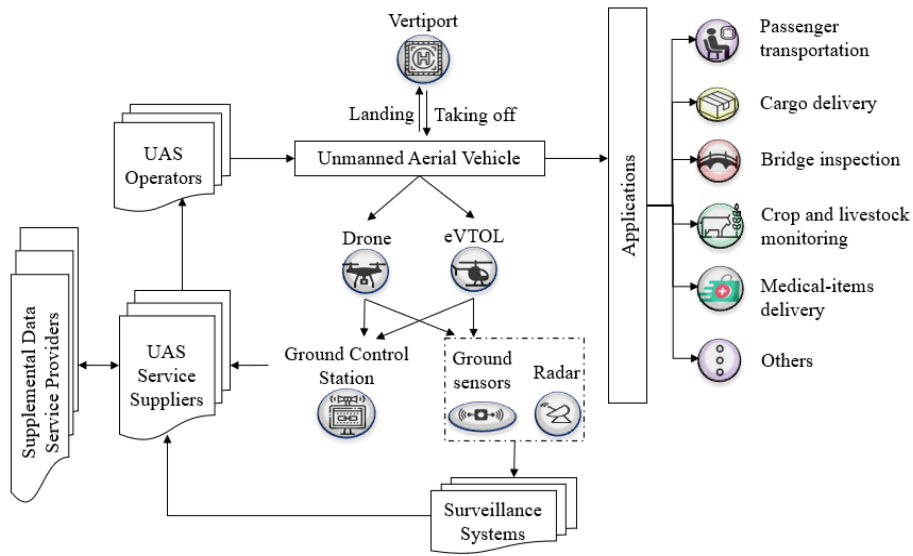 Vertiport
Landing
Taking off
UAS
Operators
Unmanned Aerial Vehicle
Drone
eVTOL
Supplemental Data
Service Providers
UAS
Service
Suppliers
Ground Control
Station
Ground
sensors
Radar
Surveillance
Systems
Applications
Passenger
transportation
Cargo delivery
Bridge inspection
Crop and livestock
monitoring
Medical-items
delivery
Others